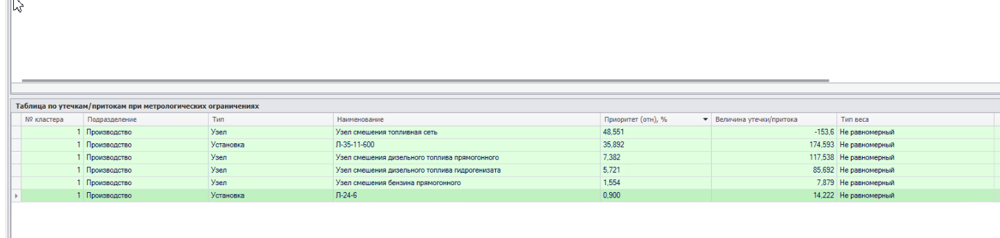 Таблица по утечкам/притокам при метрологических ограничениях
№ кластера Подразделение Тип Наименование Приоритет (отн), % Величина утечки/притока Тип веса
1 Производство Узел Узел смешения топливная сеть 48,551 -153,6 Не равномерный
1 Производство Установка Л-35-11-600 35,892 174,593 Не равномерный
1 Производство Узел Узел смешения дизельного топлива прямогонного 7,382 117,538 Не равномерный
1 Производство Узел Узел смешения дизельного топлива гидрогенизата 5,721 85,692 Не равномерный
1 Производство Узел Узел смешения бензина прямогонного 1,554 7,879 Не равномерный
1 Производство Установка Л-24-6 0,900 14,222 Не равномерный